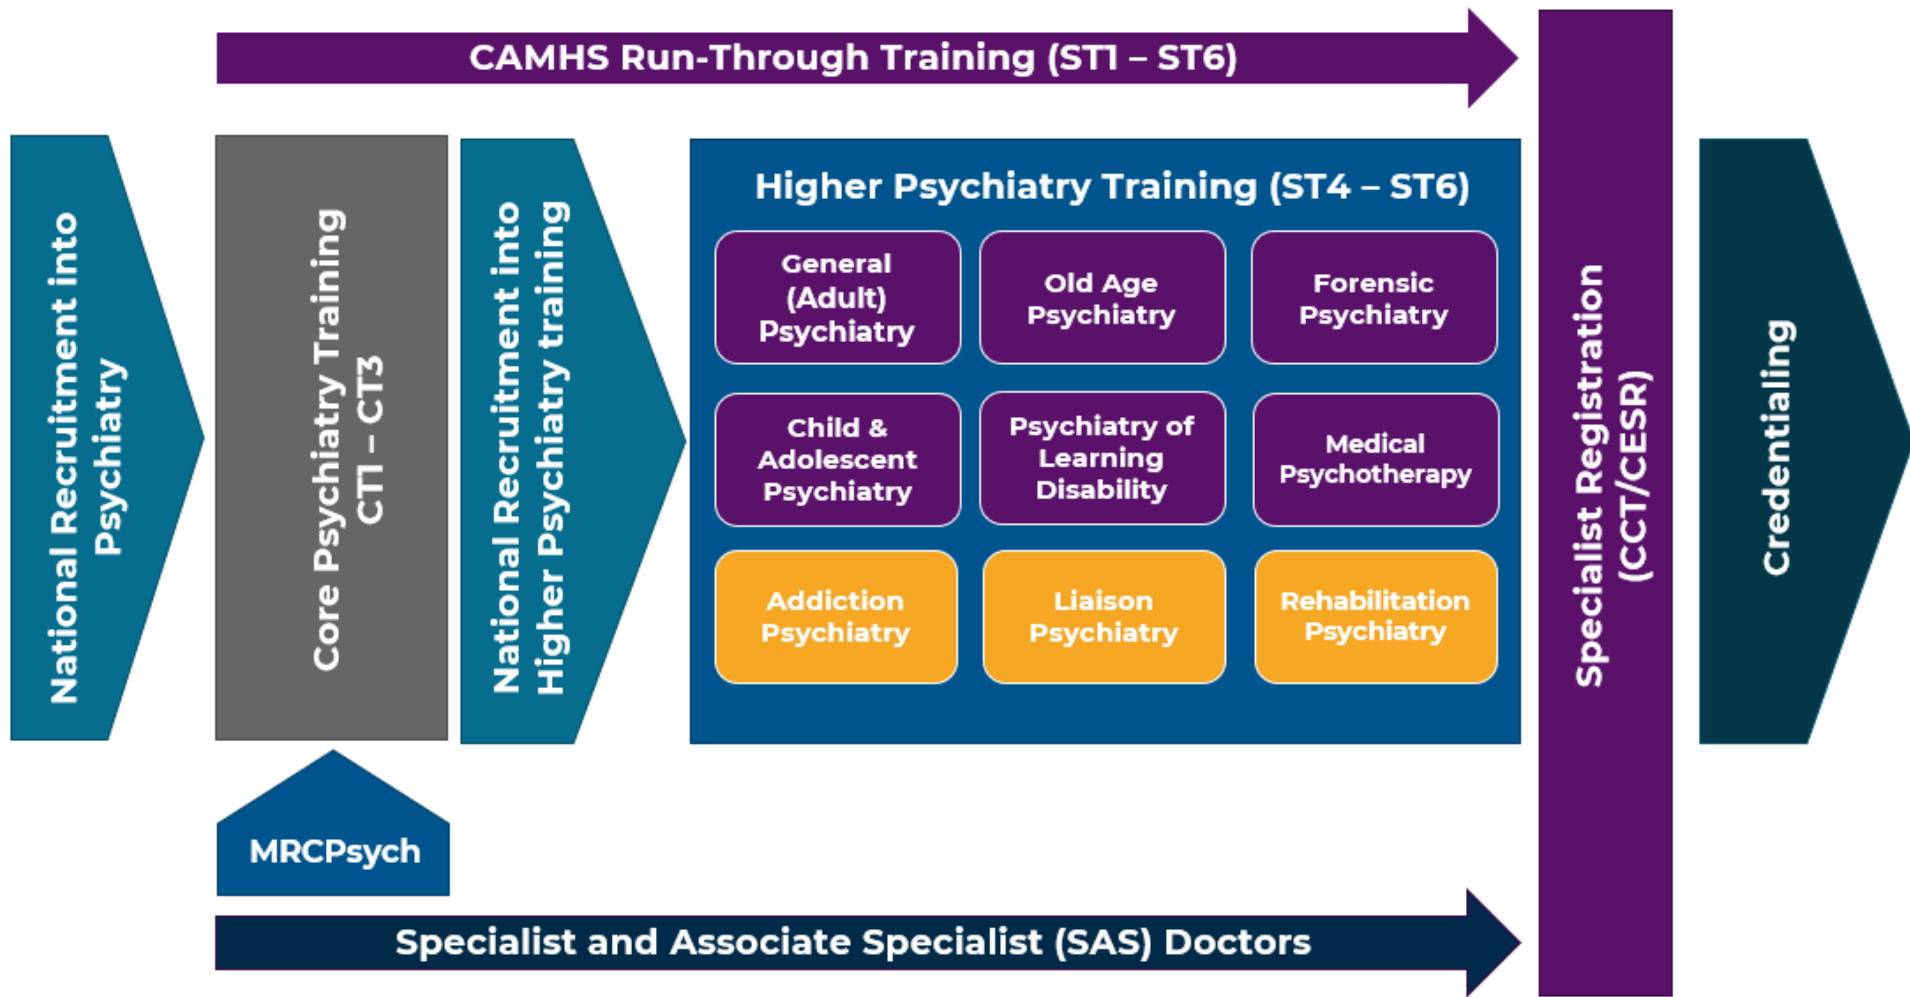 CAMHS Run-Through Training (ST1 – ST6)
National Recruitment into
Psychiatry
Core Psychiatry Training
CT1 – CT3
National Recruitment into
Higher Psychiatry training
Higher Psychiatry Training (ST4 – ST6)
General
(Adult)
Psychiatry
Old Age
Psychiatry
Forensic
Psychiatry
Child &
Adolescent
Psychiatry
Psychiatry of
Learning
Disability
Medical
Psychotherapy
Addiction
Psychiatry
Liaison
Psychiatry
Rehabilitation
Psychiatry
Specialist Registration
(CCT/CESR)
Credentialing
MRCPsych
Specialist and Associate Specialist (SAS) Doctors